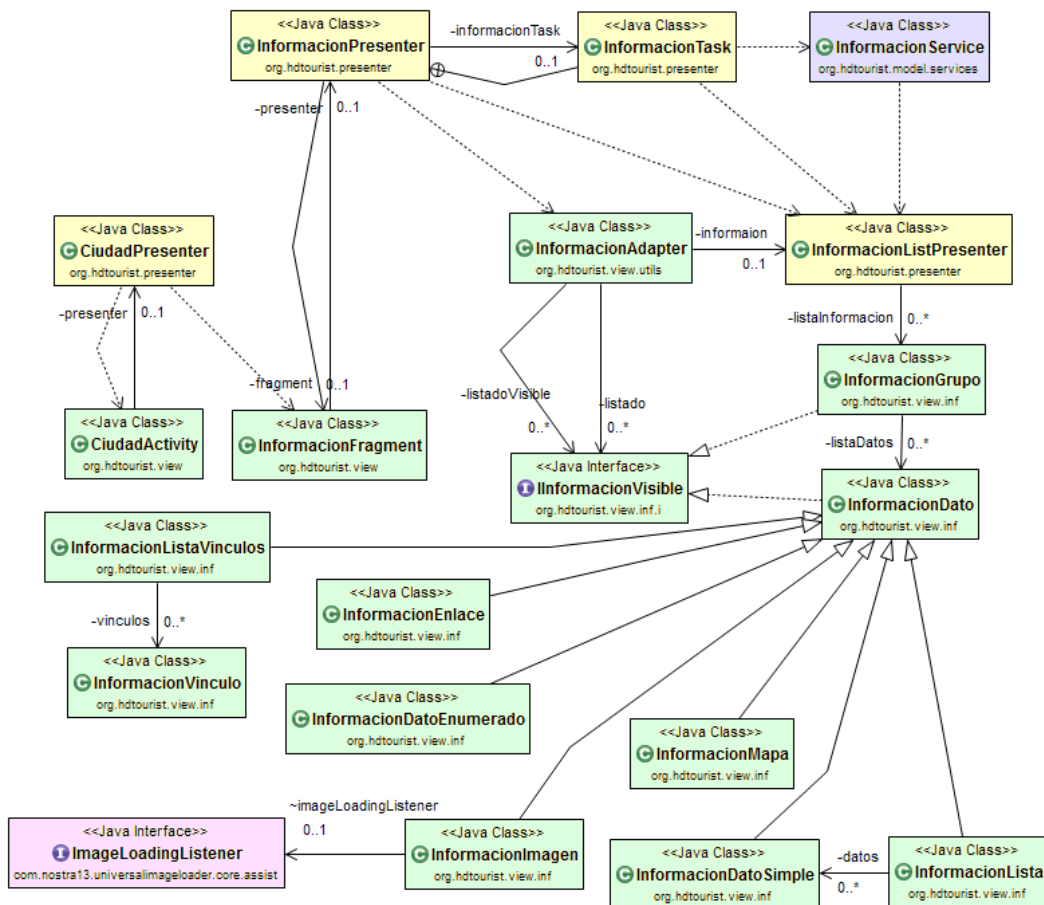 <<Java Class>>
InformacionPresenter
org.hdtourist.presenter
-informacionTask
0..1
<<Java Class>>
InformacionTask
org.hdtourist.presenter
<<Java Class>>
InformacionService
org.hdtourist.model.services
-presenter
0..1
<<Java Class>>
CiudadPresenter
org.hdtourist.presenter
<<Java Class>>
InformacionAdapter
org.hdtourist.view.utils
-informaion
0..1
<<Java Class>>
InformacionListPresenter
org.hdtourist.presenter
-presenter
0..1
-listaInformacion
0..*
-fragment
0..1
-listadoVisible
0..*
-listado
0..*
<<Java Class>>
InformacionGrupo
org.hdtourist.view.inf
<<Java Class>>
CiudadActivity
org.hdtourist.view
<<Java Class>>
InformacionFragment
org.hdtourist.view
-listaDatos
0..*
<<Java Interface>>
IInformacionVisible
org.hdtourist.view.inf.i
<<Java Class>>
InformacionDato
org.hdtourist.view.inf
<<Java Class>>
InformacionListaVinculos
org.hdtourist.view.inf
<<Java Class>>
InformacionEnlace
org.hdtourist.view.inf
-vinculos
0..*
<<Java Class>>
InformacionVinculo
org.hdtourist.view.inf
<<Java Class>>
InformacionDatoEnumerado
org.hdtourist.view.inf
<<Java Class>>
InformacionMapa
org.hdtourist.view.inf
~imageLoadingListener
0..1
<<Java Interface>>
ImageLoadingListener
com.nostra13.universalimageloader.core.assist
<<Java Class>>
InformacionImagen
org.hdtourist.view.inf
<<Java Class>>
InformacionDatoSimple
org.hdtourist.view.inf
-datos
0..*
<<Java Class>>
InformacionLista
org.hdtourist.view.inf